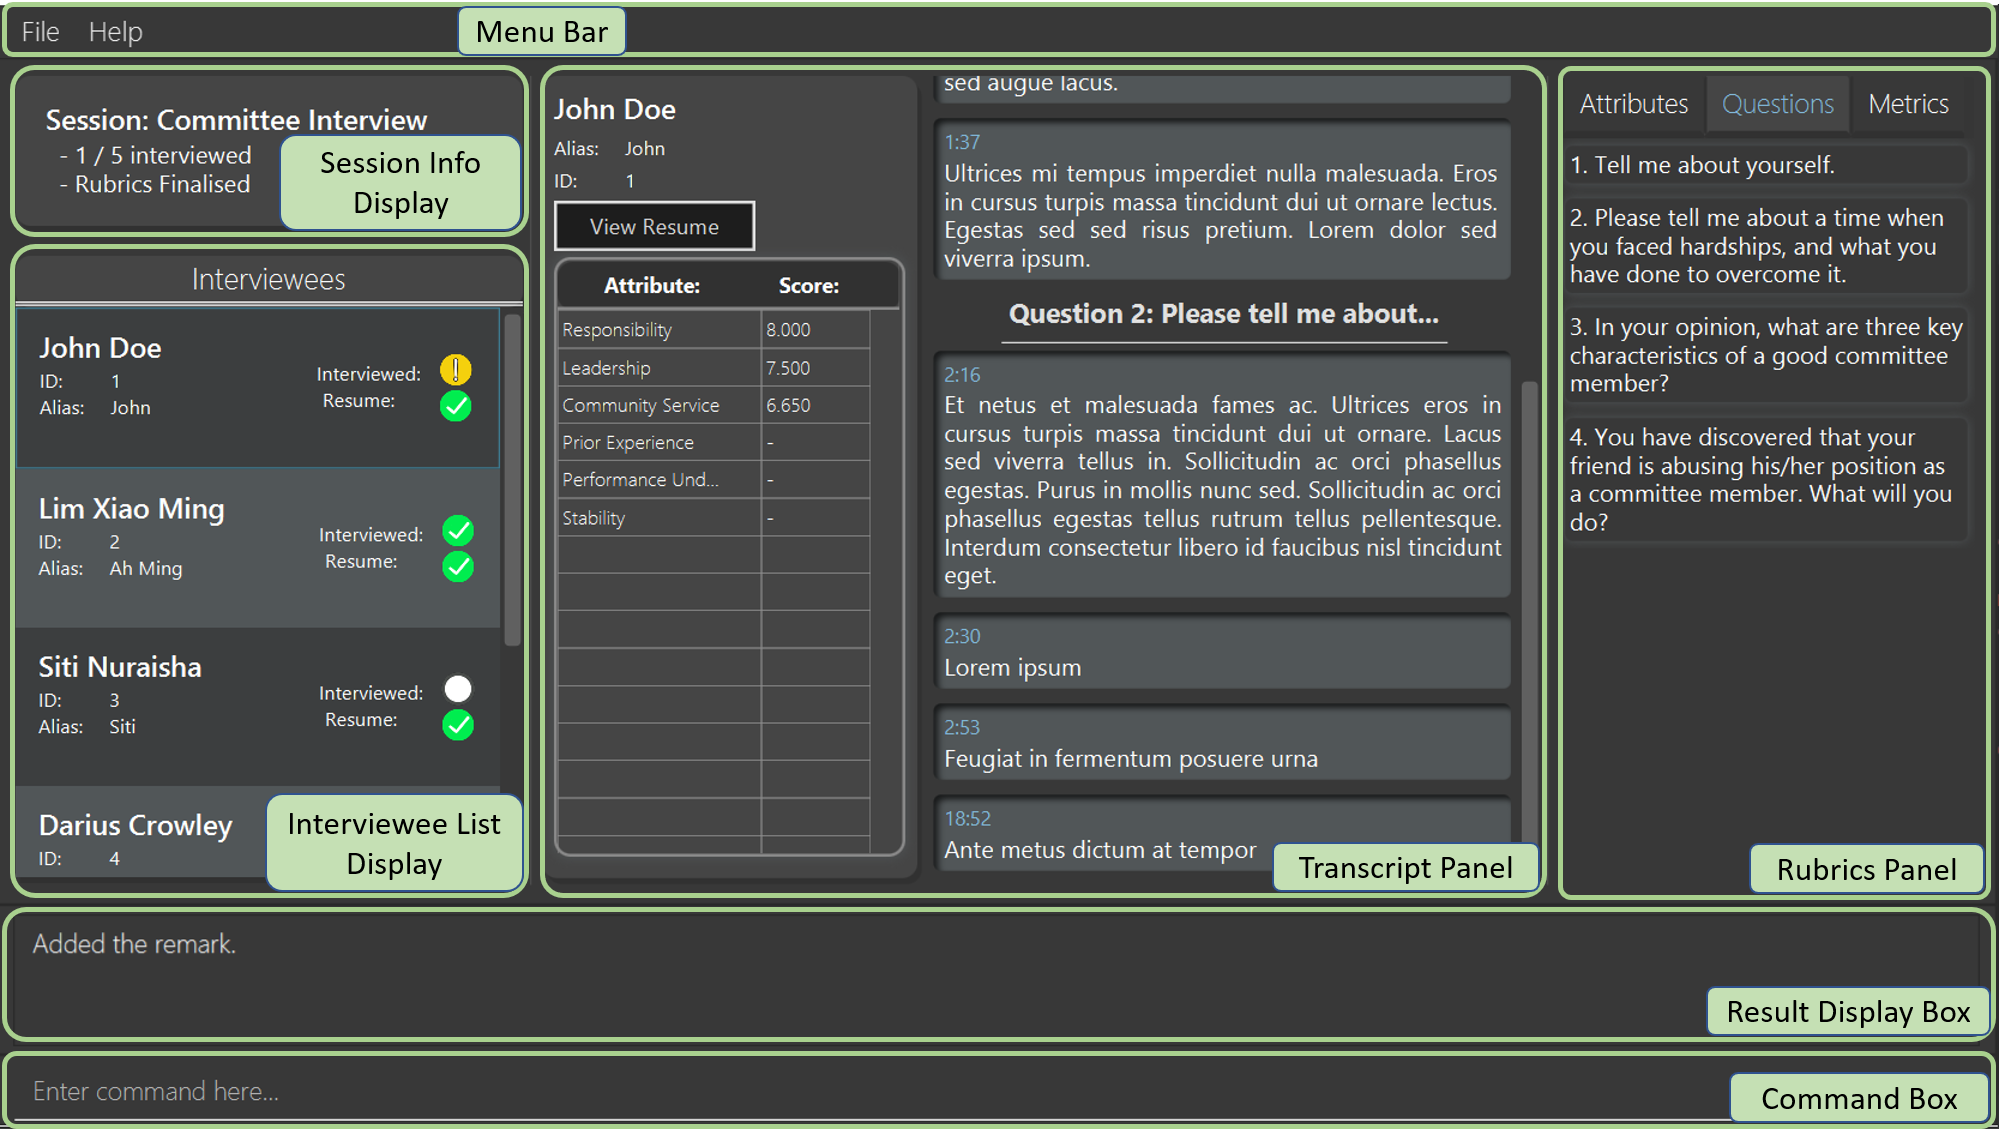 File Help
Menu Bar
Session: Committee Interview
- 1 / 5 interviewed
- Rubrics Finalised
Session Info
Display
Interviewees
John Doe
ID: 1
Alias: John
Interviewed:
Resume:
Lim Xiao Ming
ID: 2
Alias: Ah Ming
Interviewed:
Resume:
Siti Nuraisha
ID: 3
Alias: Siti
Interviewed:
Resume:
Darius Crowley
ID: 4
Interviewee List
Display
John Doe
Alias: John
ID: 1
View Resume
Attribute: Score:
Responsibility 8.000
Leadership 7.500
Community Service 6.650
Prior Experience -
Performance Und... -
Stability -
sed augue lacus.
1:37
Ultrices mi tempus imperdiet nulla malesuada. Eros
in cursus turpis massa tincidunt dui ut ornare lectus.
Egestas sed sed risus pretium. Lorem dolor sed
viverra ipsum.
Question 2: Please tell me about...
2:16
Et netus et malesuada fames ac. Ultrices eros in
cursus turpis massa tincidunt dui ut ornare. Lacus
sed viverra tellus in. Sollicitudin ac orci phasellus
egestas. Purus in mollis nunc sed. Sollicitudin ac orci
phasellus egestas tellus rutrum tellus pellentesque.
Interdum consectetur libero id faucibus nisl tincidunt
eget.
2:30
Lorem ipsum
2:53
Feugiat in fermentum posuere urna
18:52
Ante metus dictum at tempor
Transcript Panel
Attributes Questions Metrics
1. Tell me about yourself.
2. Please tell me about a time when
you faced hardships, and what you
have done to overcome it.
3. In your opinion, what are three key
characteristics of a good committee
member?
4. You have discovered that your
friend is abusing his/her position as
a committee member. What will you
do?
Rubrics Panel
Added the remark.
Result Display Box
Enter command here...
Command Box